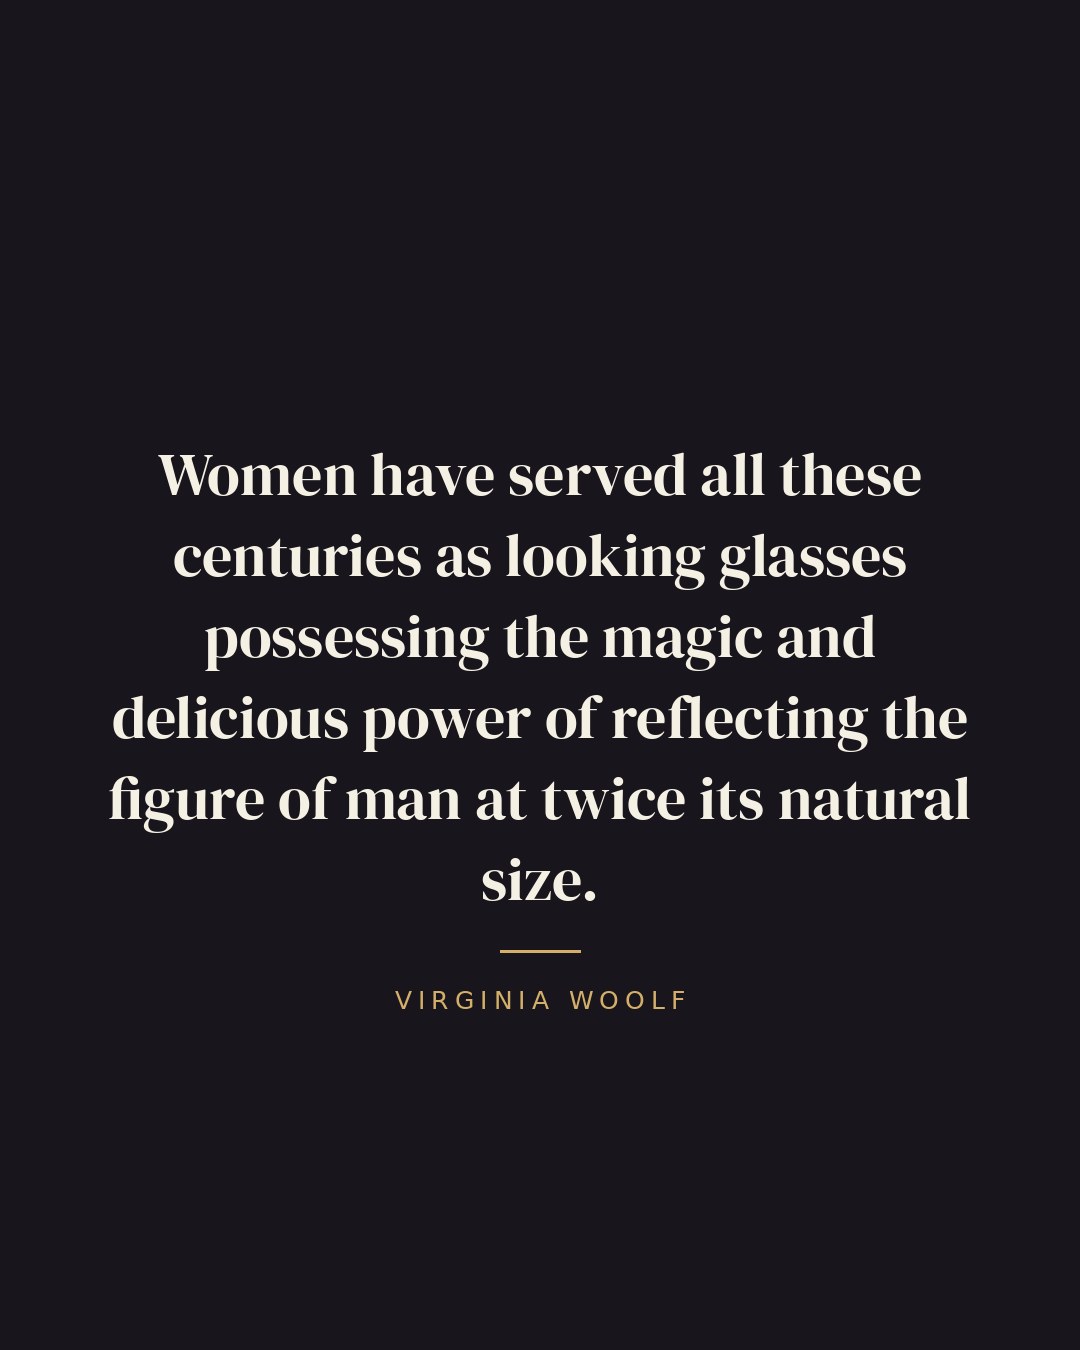 Women have served all these
centuries as looking glasses
possessing the magic and
delicious power of reflecting the
figure of man at twice its natural
size.
VIRGINIA WOOLF